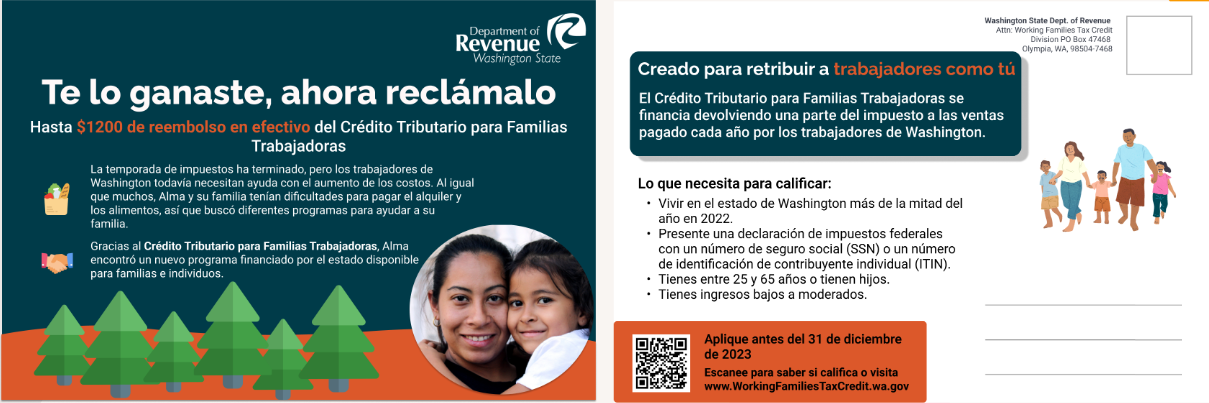 Department of
Revenue
Washington State
Te lo ganaste, ahora reclámalo
Hasta $1200 de reembolso en efectivo del Crédito Tributario para Familias
Trabajadoras
La temporada de impuestos ha terminado, pero los trabajadores de
Washington todavía necesitan ayuda con el aumento de los costos. Al igual
que muchos, Alma y su familia tenían dificultades para pagar el alquiler y
los alimentos, así que buscó diferentes programas para ayudar a su
familia.
Gracias al Crédito Tributario para Familias Trabajadoras, Alma
encontró un nuevo programa financiado por el estado disponible
para familias e individuos.
Washington State Dept. of Revenue
Attn: Working Families Tax Credit
Division PO Box 47468
Olympia, WA, 98504-7468
Creado para retribuir a trabajadores como tú
El Crédito Tributario para Familias Trabajadoras se
financia devolviendo una parte del impuesto a las ventas
pagado cada año por los trabajadores de Washington.
Lo que necesita para calificar:
• Vivir en el estado de Washington más de la mitad del
año en 2022.
• Presente una declaración de impuestos federales
con un número de seguro social (SSN) o un número
de identificación de contribuyente individual (ITIN).
• Tienes entre 25 y 65 años o tienen hijos.
• Tienes ingresos bajos a moderados.
Aplique antes del 31 de diciembre
de 2023
Escanee para saber si califica o visita
www.WorkingFamiliesTaxCredit.wa.gov